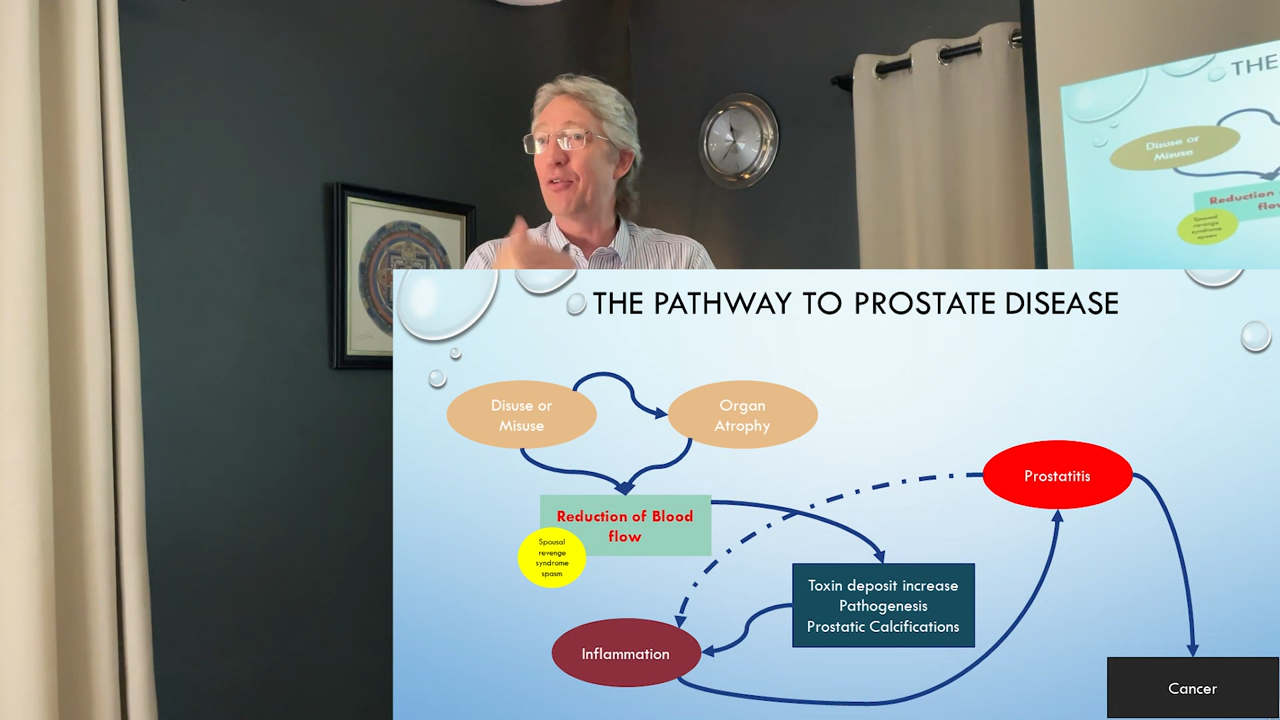 THE
Disuse or
Misuse
Reduction
flow
Spousal
revenge
syndrome
spasm
THE PATHWAY TO PROSTATE DISEASE
Disuse or
Misuse
Organ
Atrophy
Prostatitis
Reduction of Blood
flow
Spousal
revenge
syndrome
spasm
Toxin deposit increase
Pathogenesis
Prostatic Calcifications
Inflammation
Cancer